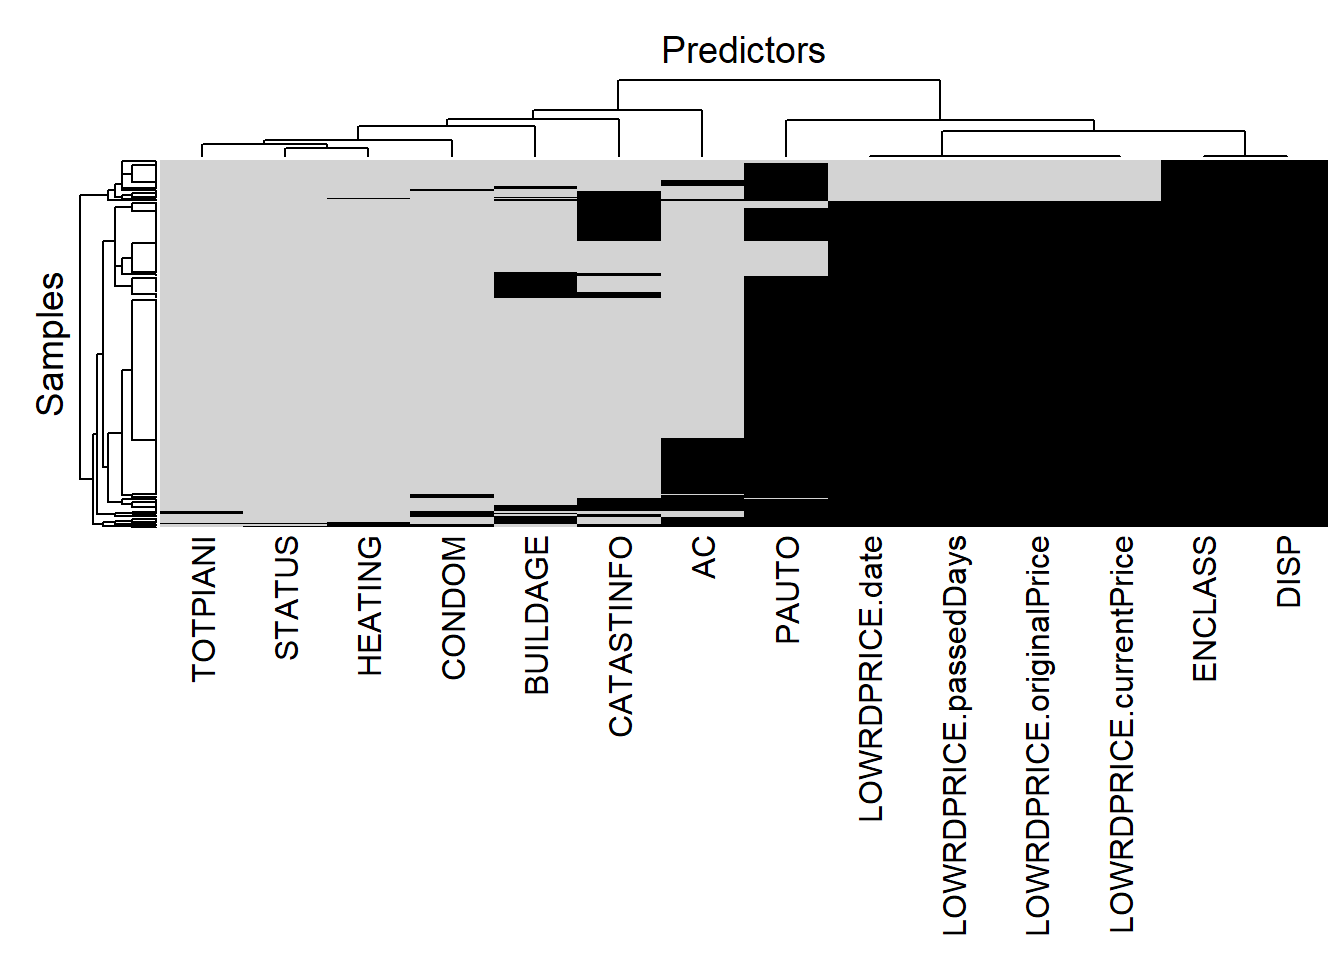 Predictors
Samples
TOTPIANI
STATUS
HEATING
CONDOM
BUILDAGE
CATASTINFO
AC
PAUTO
LOWRDPRICE.date
LOWRDPRICE.passedDays
LOWRDPRICE.originalPrice
LOWRDPRICE.currentPrice
ENCLASS
DISP